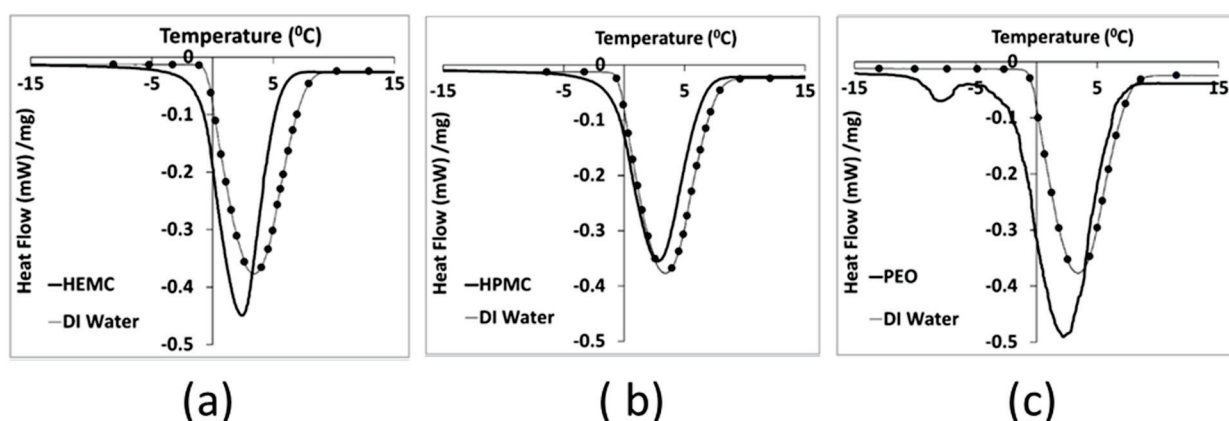 Temperature (⁰C)
0
-15
-5
5
15
-0.1
-0.2
-0.3
-0.4
-0.5
Heat Flow (mW) /mg
HEMC
DI Water
(a)
Temperature (⁰C)
0
-15
-5
5
15
-0.1
-0.2
-0.3
-0.4
-0.5
Heat Flow (mW) /mg
HPMC
DI Water
( b)
Temperature (⁰C)
0
-15
-5
5
15
-0.1
-0.2
-0.3
-0.4
-0.5
Heat Flow (mW) /mg
PEO
DI Water
(c)